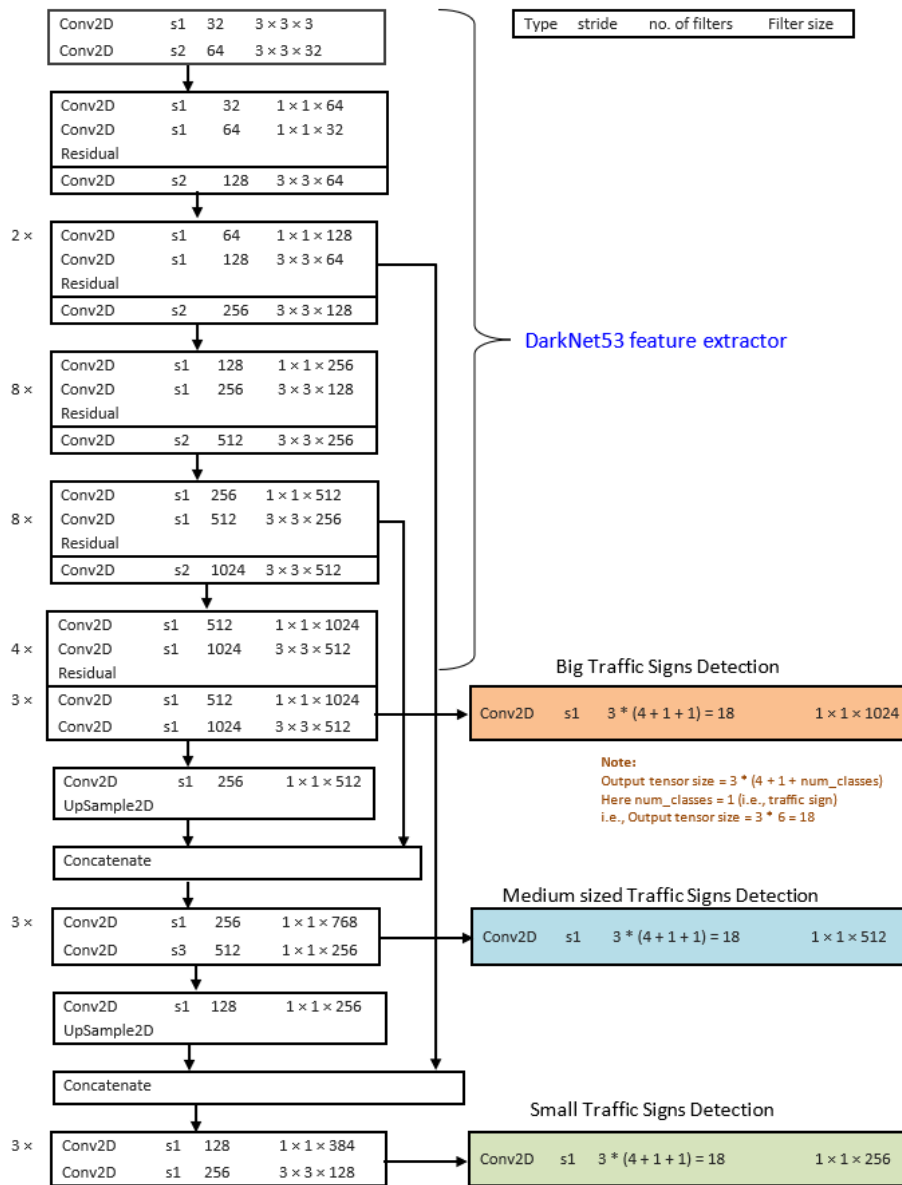 Type stride no. of filters Filter size
Conv2D s1 32 3 × 3 × 3
Conv2D s2 64 3 × 3 × 32
Conv2D s1 32 1 × 1 × 64
Conv2D s1 64 1 × 1 × 32
Residual
Conv2D s2 128 3 × 3 × 64
2 ×
Conv2D s1 64 1 × 1 × 128
Conv2D s1 128 3 × 3 × 64
Residual
Conv2D s2 256 3 × 3 × 128
DarkNet53 feature extractor
8 ×
Conv2D s1 128 1 × 1 × 256
Conv2D s1 256 3 × 3 × 128
Residual
Conv2D s2 512 3 × 3 × 256
8 ×
Conv2D s1 256 1 × 1 × 512
Conv2D s1 512 3 × 3 × 256
Residual
Conv2D s2 1024 3 × 3 × 512
4 ×
Conv2D s1 512 1 × 1 × 1024
Conv2D s1 1024 3 × 3 × 512
Residual
3 ×
Conv2D s1 512 1 × 1 × 1024
Conv2D s1 1024 3 × 3 × 512
Big Traffic Signs Detection
Conv2D s1 3 * (4 + 1 + 1) = 18 1 × 1 × 1024
Note:
Output tensor size = 3 * (4 + 1 + num_classes)
Here num_classes = 1 (i.e., traffic sign)
i.e., Output tensor size = 3 * 6 = 18
Conv2D s1 256 1 × 1 × 512
UpSample2D
Concatenate
3 ×
Conv2D s1 256 1 × 1 × 768
Conv2D s3 512 1 × 1 × 256
Medium sized Traffic Signs Detection
Conv2D s1 3 * (4 + 1 + 1) = 18 1 × 1 × 512
Conv2D s1 128 1 × 1 × 256
UpSample2D
Concatenate
3 ×
Conv2D s1 128 1 × 1 × 384
Conv2D s1 256 3 × 3 × 128
Small Traffic Signs Detection
Conv2D s1 3 * (4 + 1 + 1) = 18 1 × 1 × 256